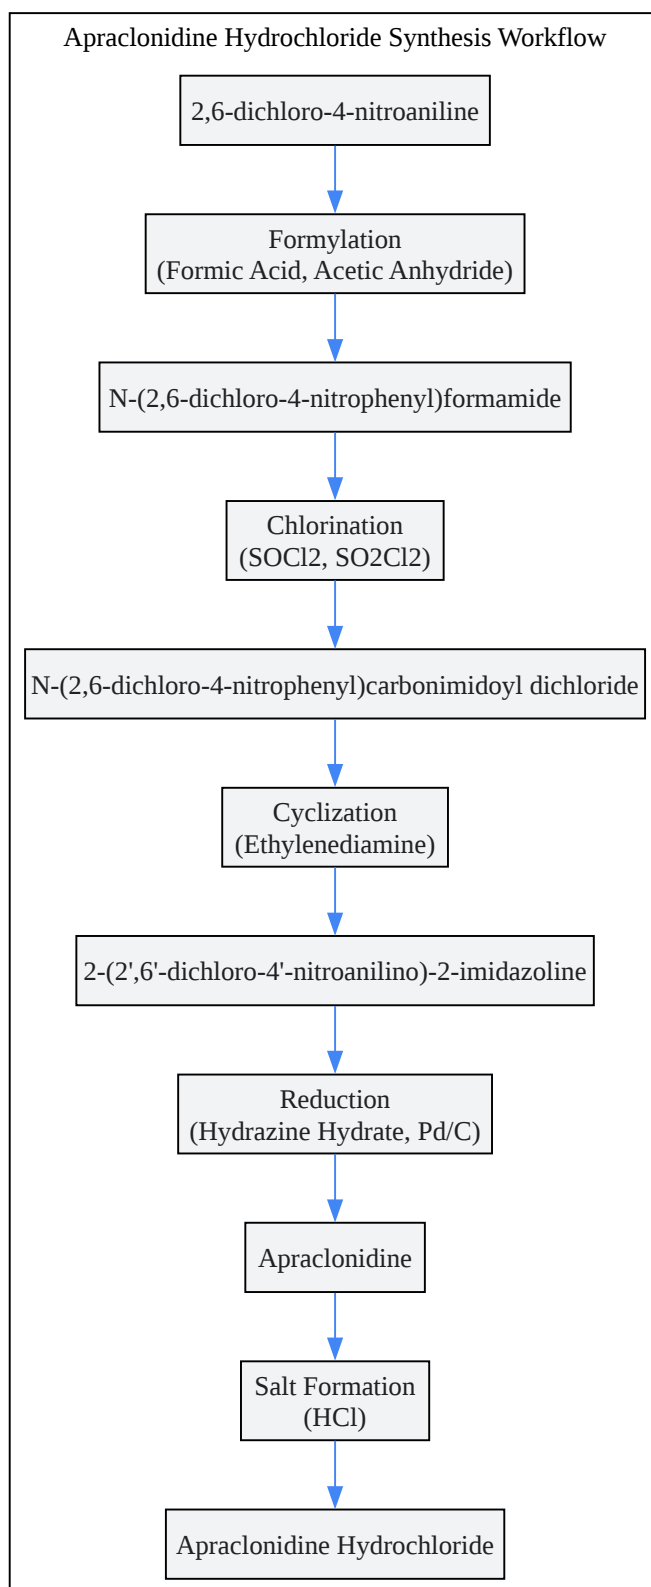 Apraclonidine Hydrochloride Synthesis Workflow
2,6-dichloro-4-nitroaniline
Formylation
(Formic Acid, Acetic Anhydride)
N-(2,6-dichloro-4-nitrophenyl)formamide
Chlorination
(SOCl2, SO2Cl2)
N-(2,6-dichloro-4-nitrophenyl)carbonimidoyl dichloride
Cyclization
(Ethylenediamine)
2-(2',6'-dichloro-4'-nitroanilino)-2-imidazoline
Reduction
(Hydrazine Hydrate, Pd/C)
Apraclonidine
Salt Formation
(HCl)
Apraclonidine Hydrochloride